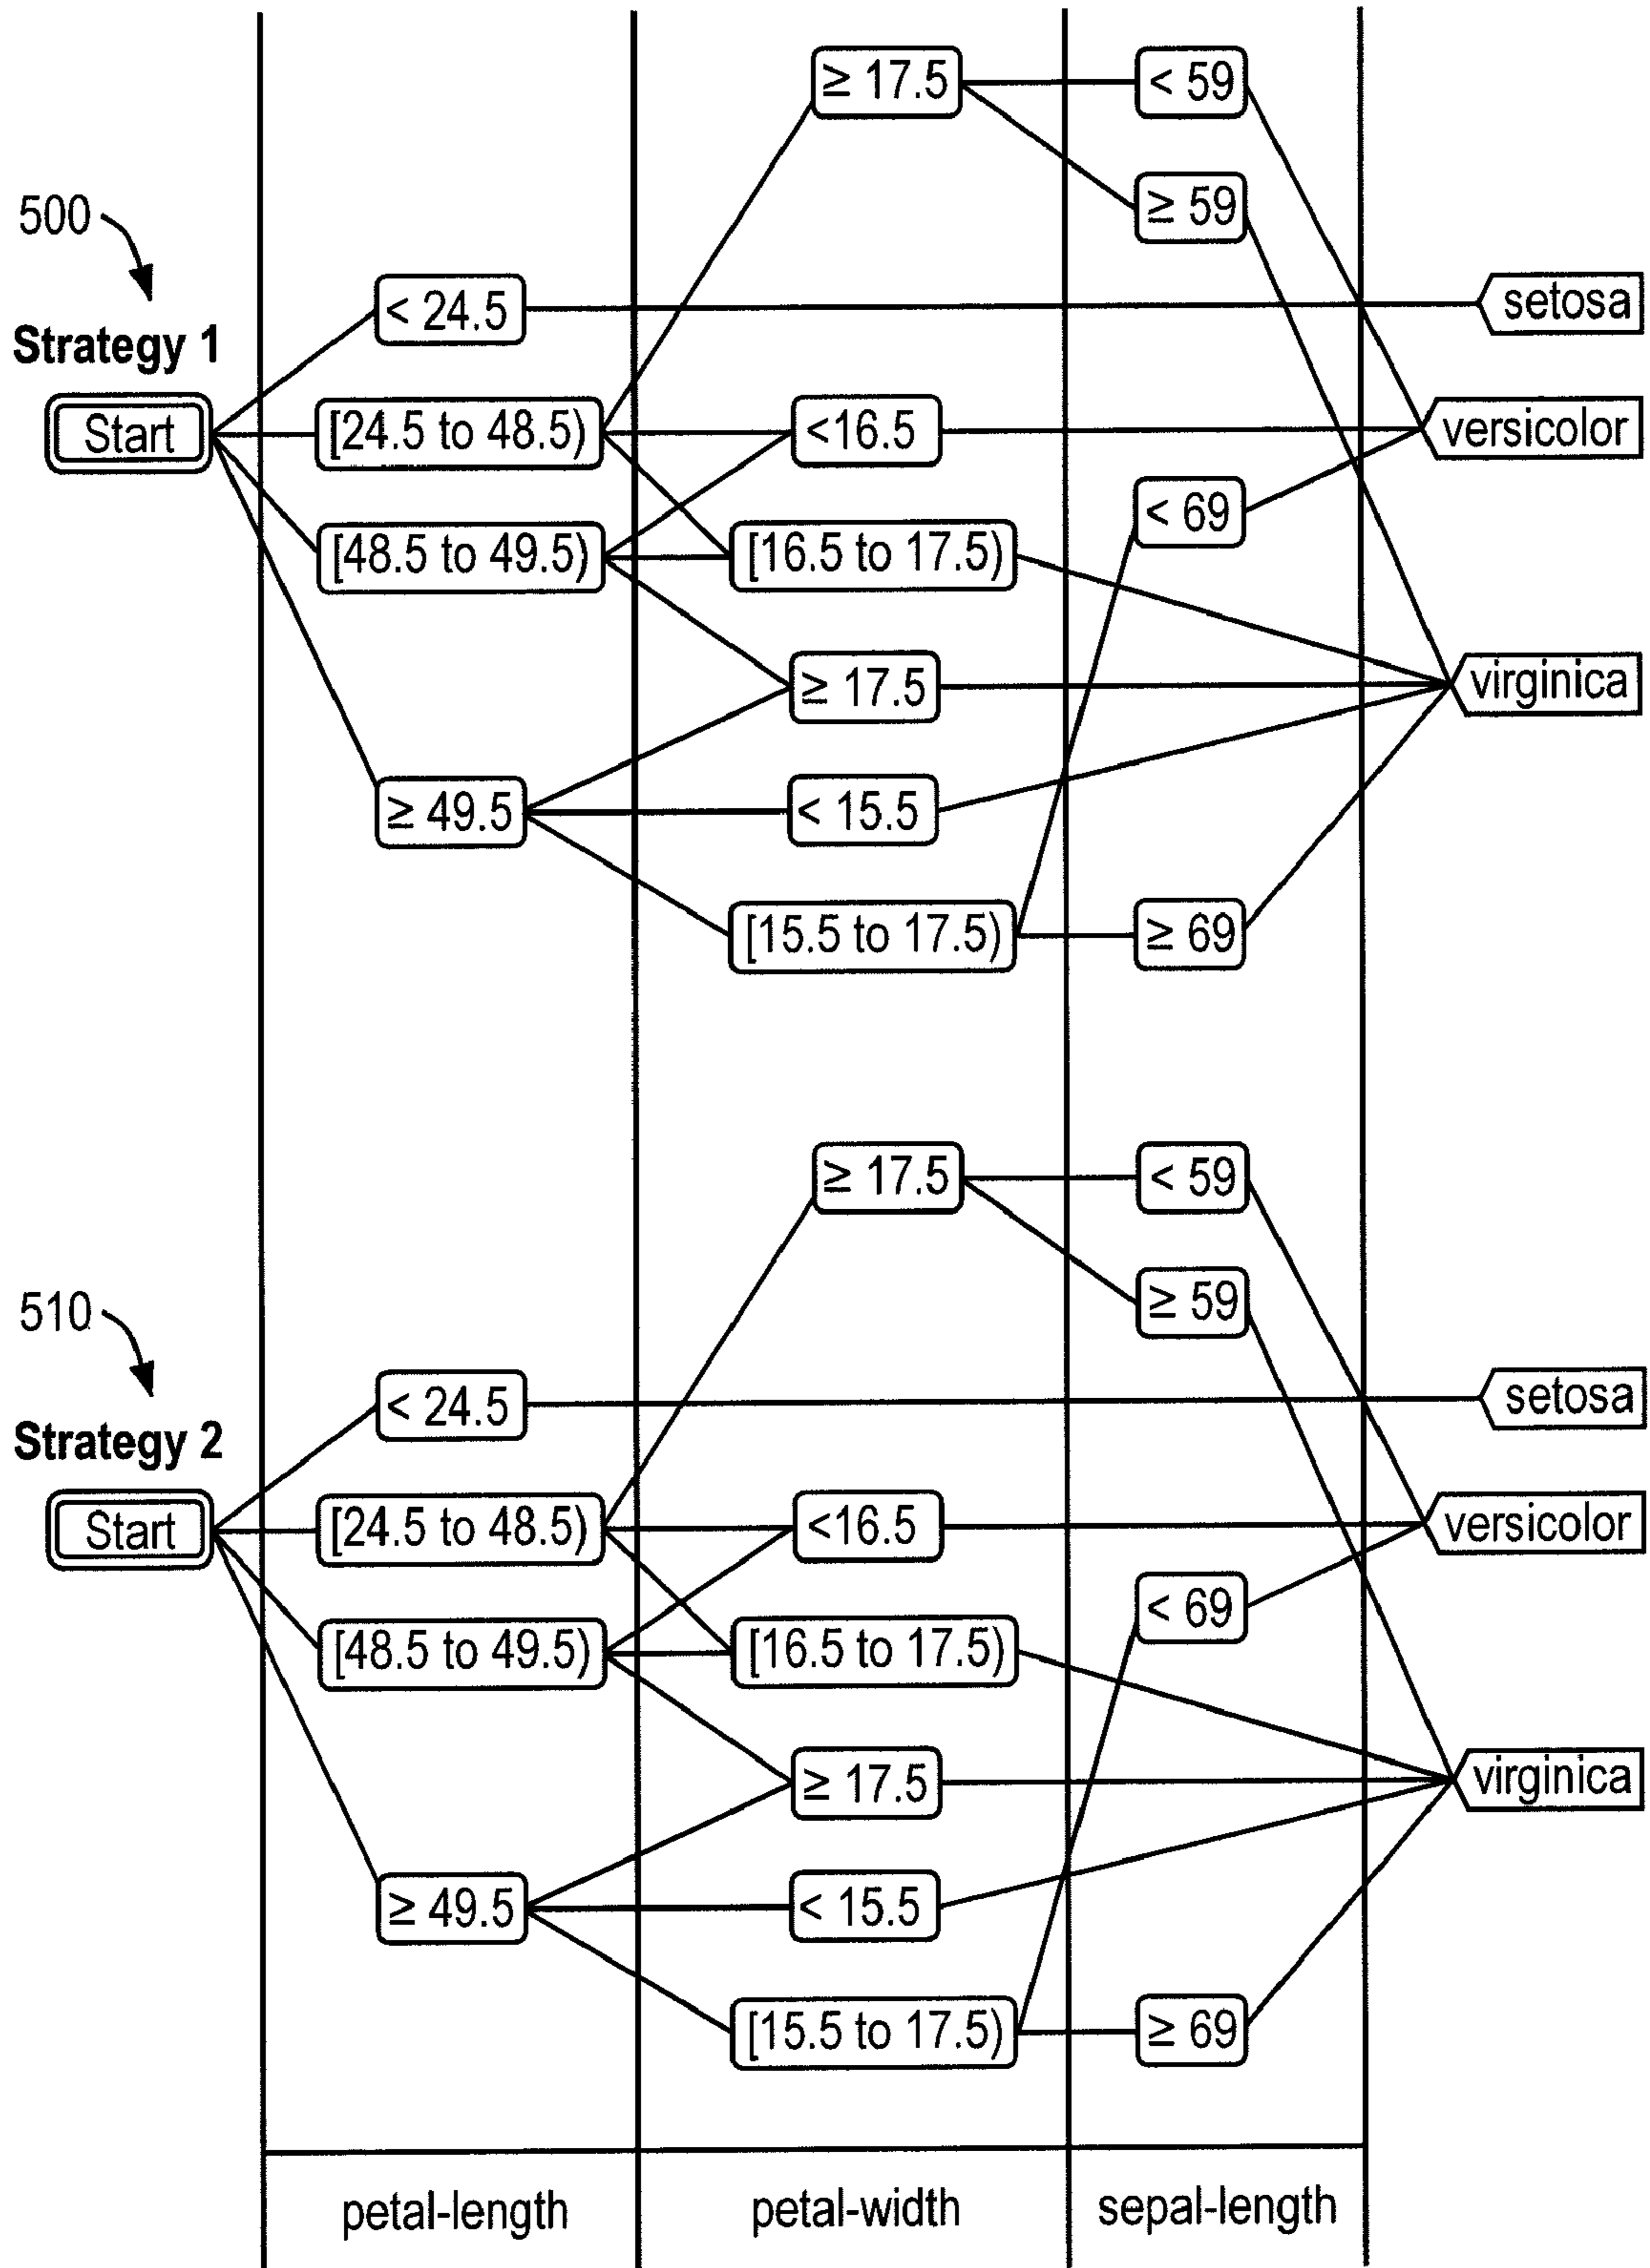 ≥ 17.5
< 59
≥ 59
500
< 24.5
setosa
Strategy 1
Start
[24.5 to 48.5)
<16.5
versicolor
< 69
[48.5 to 49.5)
[16.5 to 17.5)
≥ 17.5
virginica
≥ 49.5
< 15.5
[15.5 to 17.5)
≥ 69
≥ 17.5
< 59
≥ 59
510
< 24.5
setosa
Strategy 2
Start
[24.5 to 48.5)
<16.5
versicolor
< 69
[48.5 to 49.5)
[16.5 to 17.5)
≥ 17.5
virginica
≥ 49.5
< 15.5
[15.5 to 17.5)
≥ 69
petal-length
petal-width
sepal-length